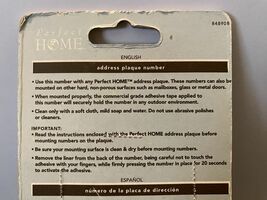 Perfect
HOME
848908
ENGLISH
address plaque number
• Use this number with any Perfect HOME™ address plaque. These numbers can also be
mounted on other hard, non-porous surfaces such as mailboxes, glass or metal doors.
• When mounted properly, the commercial grade adhesive tape applied to
this number will securely hold the number in any outdoor environment.
• Clean only with a soft cloth, mild soap and water. Do not use abrasive polishes
or cleaners.
IMPORTANT:
• Read the instructions enclosed with the Perfect HOME address plaque before
mounting numbers on the plaque.
• Be sure your mounting surface is clean & dry before mounting numbers.
• Remove the liner from the back of the number, being careful not to touch the
adhesive with your fingers, while firmly pressing the number in place for 20 seconds
to activate the adhesive.
ESPAÑOL
número de la placa de dirección